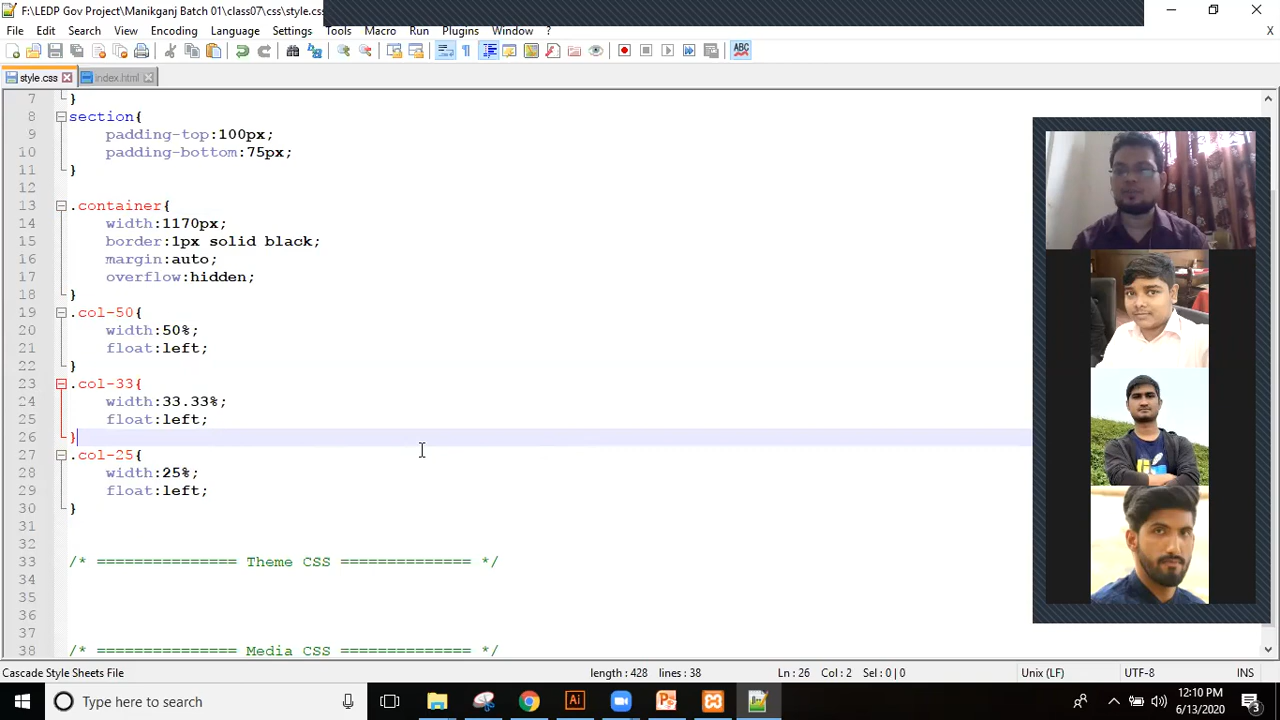 F:\LEDP Gov Project\Manikganj Batch 01\class07\css\style.cs
File Edit Search View Encoding Language Settings Tools Macro Run Plugins Window ? X
ABC
style.css index.html
7 }
8 section{
9 padding-top:100px;
10 padding-bottom:75px;
11 }
12
13 .container{
14 width:1170px;
15 border:1px solid black;
16 margin:auto;
17 overflow:hidden;
18 }
19 .col-50{
20 width:50%;
21 float:left;
22 }
23 .col-33{
24 width:33.33%;
25 float:left;
26 }
27 .col-25{
28 width:25%;
29 float:left;
30 }
31
32
33 /* =============== Theme CSS ============== */
34
35
36
37
38 /* =============== Media CSS ============== */
Cascade Style Sheets File length : 428 lines : 38 Ln : 26 Col : 2 Sel : 0 | 0 Unix (LF) UTF-8 INS
Type here to search Ai 12:10 PM
6/13/2020 3